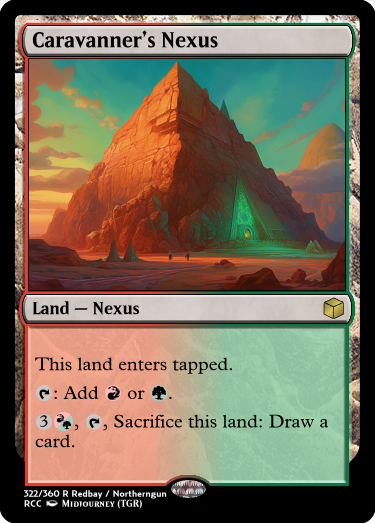 Caravanner's Nexus
Land — Nexus
This land enters tapped.
: Add or .
3 , , Sacrifice this land: Draw a
card.
322/360 R Redbay / Northerngun
RCC Midjourney (TGR)